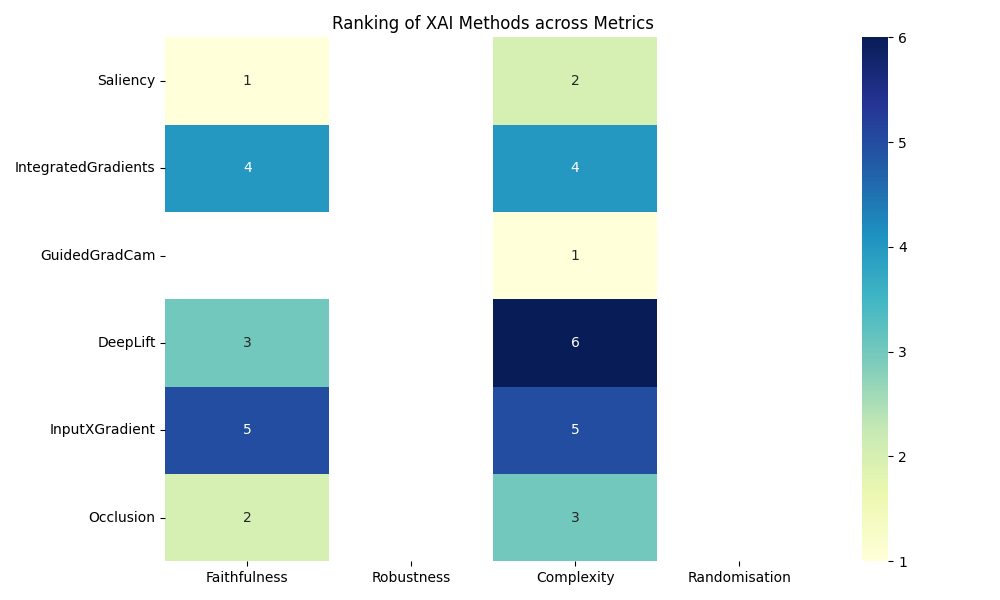 Ranking of XAI Methods across Metrics
Saliency 1 2
IntegratedGradients 4 4
GuidedGradCam 1
DeepLift 3 6
InputXGradient 5 5
Occlusion 2 3
Faithfulness Robustness Complexity Randomisation
6
5
4
3
2
1